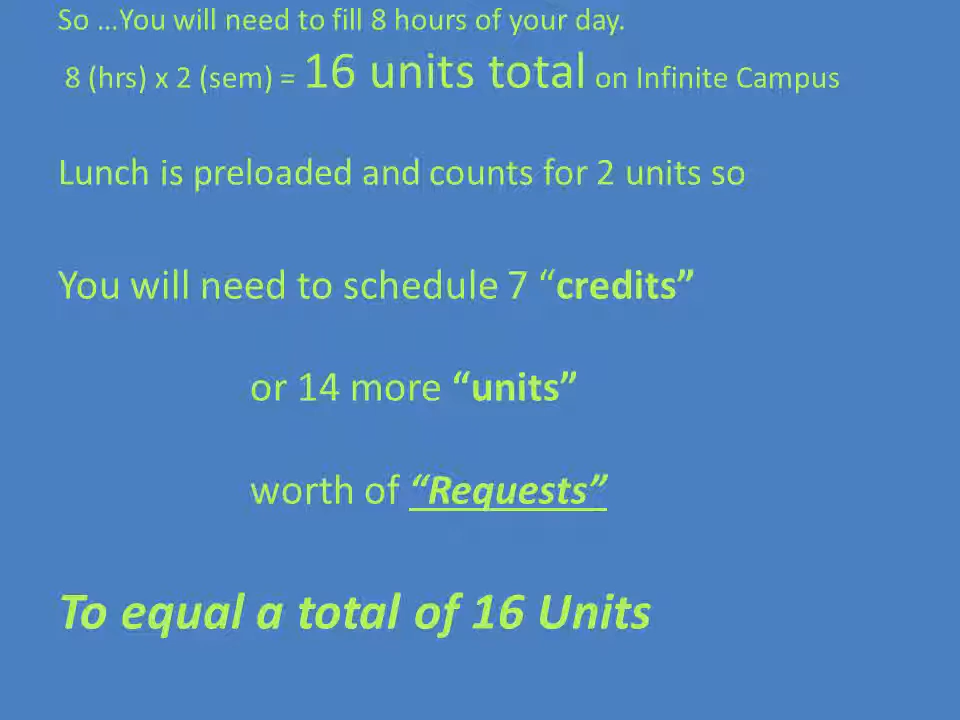 So …You will need to fill 8 hours of your day.
8 (hrs) x 2 (sem) = 16 units total on Infinite Campus
Lunch is preloaded and counts for 2 units so
You will need to schedule 7 “credits”
or 14 more “units”
worth of “Requests”
To equal a total of 16 Units